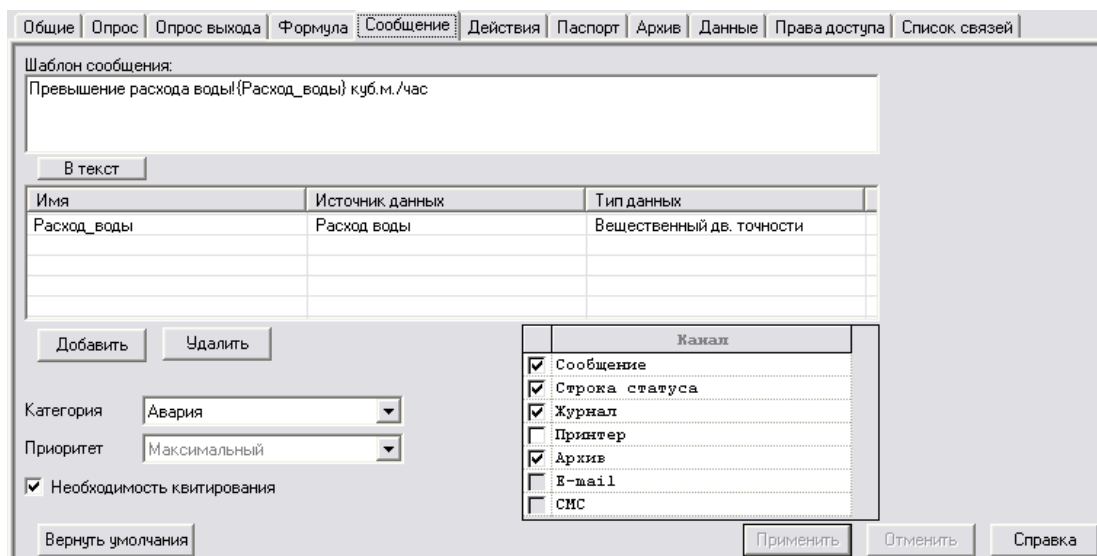 Общие Опрос Опрос выхода Формула Сообщение Действия Паспорт Архив Данные Права доступа Список связей
Шаблон сообщения:
Превышение расхода воды!{Расход_воды} куб.м./час
В текст
Имя Источник данных Тип данных
Расход_воды Расход воды Вещественный дв. точности
Добавить Удалить
Канал
Сообщение
Строка статуса
Журнал
Принтер
Архив
E-mail
СМС
Категория Авария
Приоритет Максимальный
Необходимость квитирования
Вернуть умолчания Применить Отменить Справка